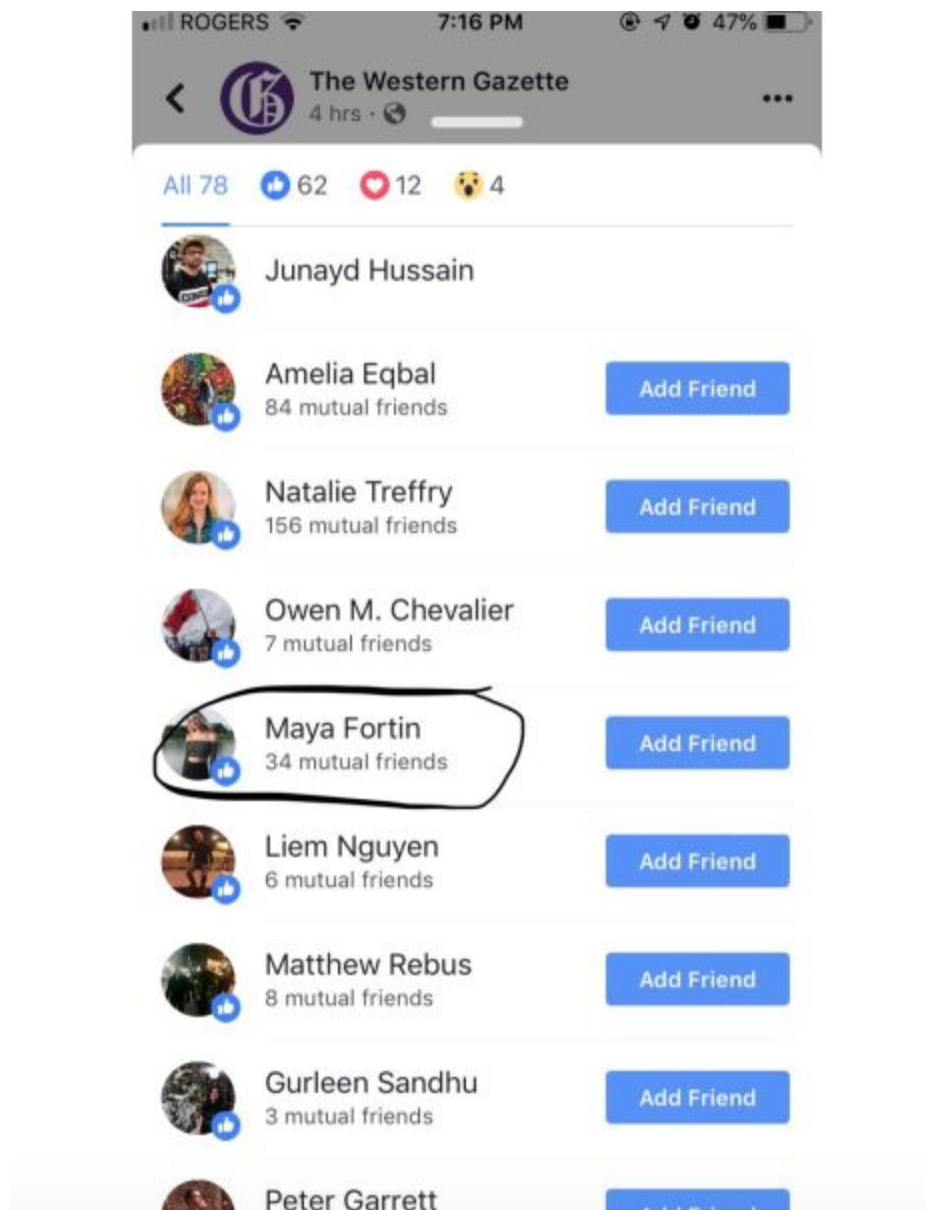 ROGERS 7:16 PM 47%
The Western Gazette
4 hrs ·
All 78 62 12 4
Junayd Hussain
Amelia Eqbal
84 mutual friends
Add Friend
Natalie Treffry
156 mutual friends
Add Friend
Owen M. Chevalier
7 mutual friends
Add Friend
Maya Fortin
34 mutual friends
Add Friend
Liem Nguyen
6 mutual friends
Add Friend
Matthew Rebus
8 mutual friends
Add Friend
Gurleen Sandhu
3 mutual friends
Add Friend
Peter Garrett